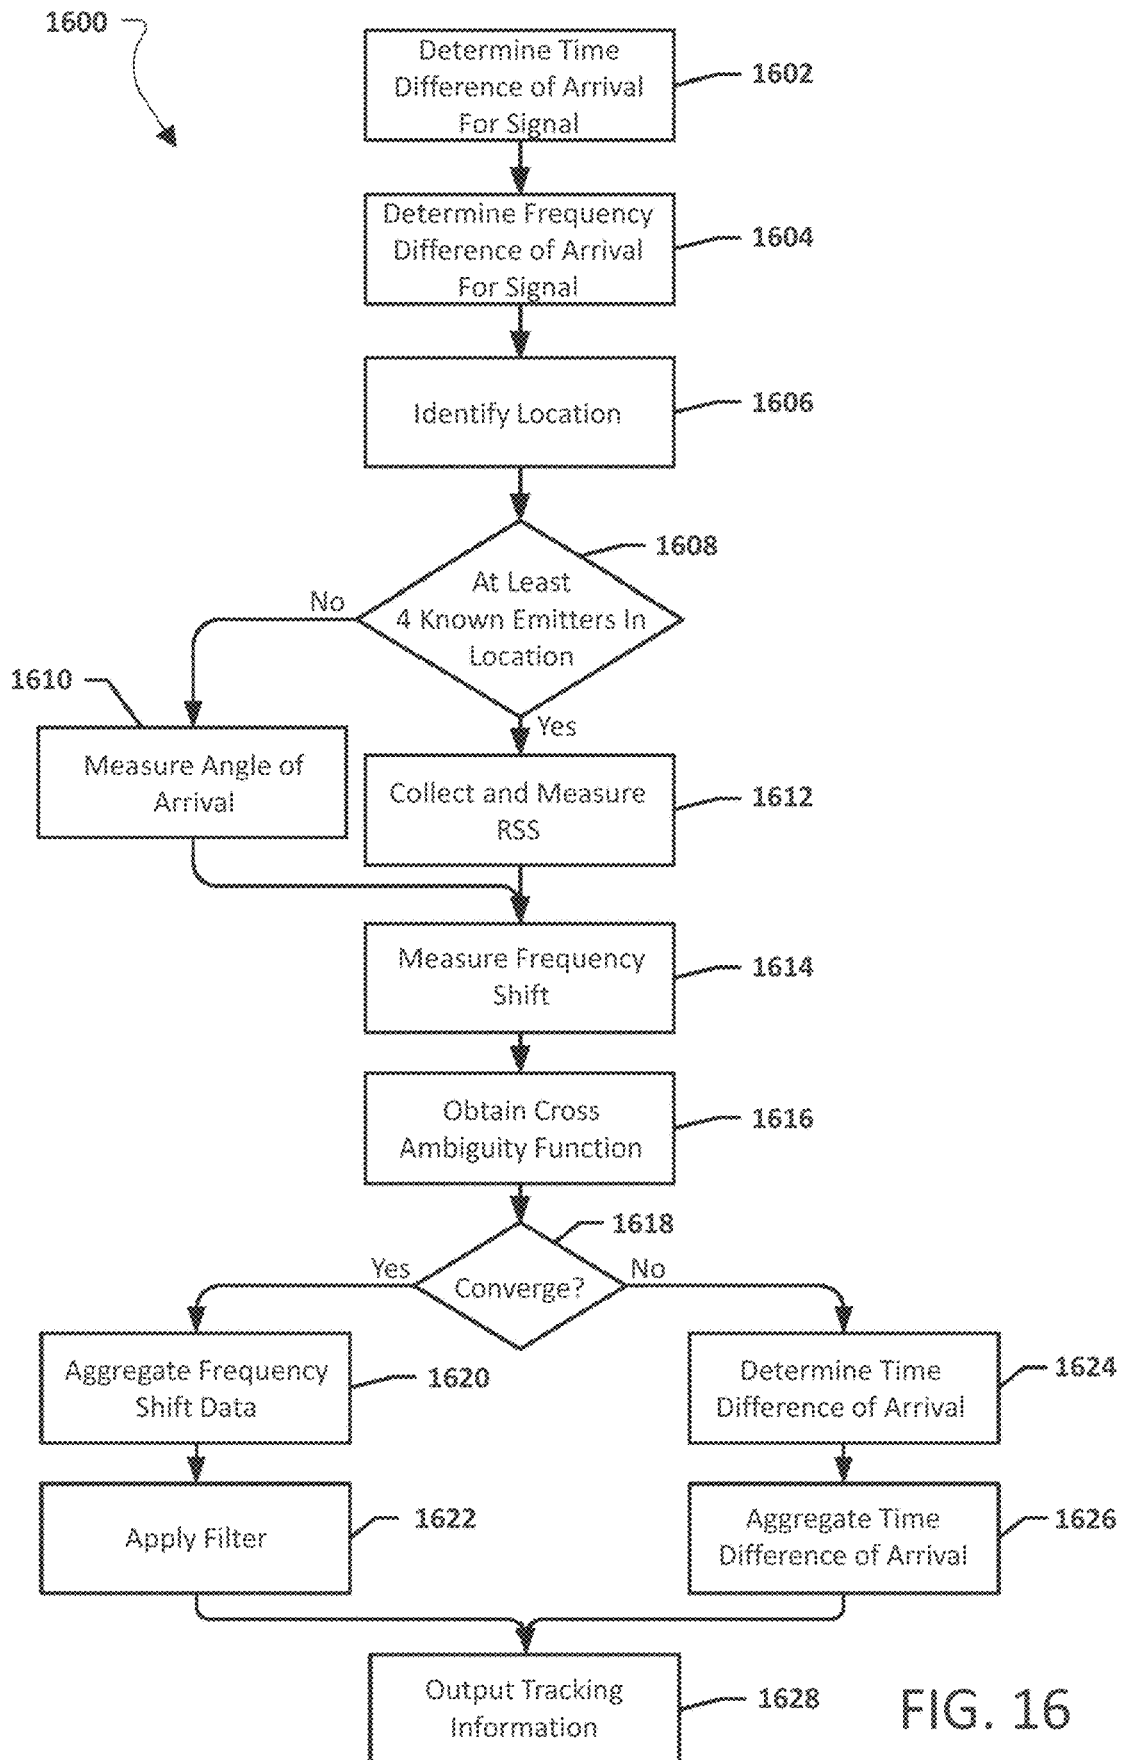 1600
Determine Time
Difference of Arrival
For Signal
1602
Determine Frequency
Difference of Arrival
For Signal
1604
Identify Location
1606
1608
At Least
4 Known Emitters In
Location
No
Yes
1610
Measure Angle of
Arrival
Collect and Measure
RSS
1612
Measure Frequency
Shift
1614
Obtain Cross
Ambiguity Function
1616
1618
Converge?
Yes
No
Aggregate Frequency
Shift Data
1620
Determine Time
Difference of Arrival
1624
Apply Filter
1622
Aggregate Time
Difference of Arrival
1626
Output Tracking
Information
1628
FIG. 16